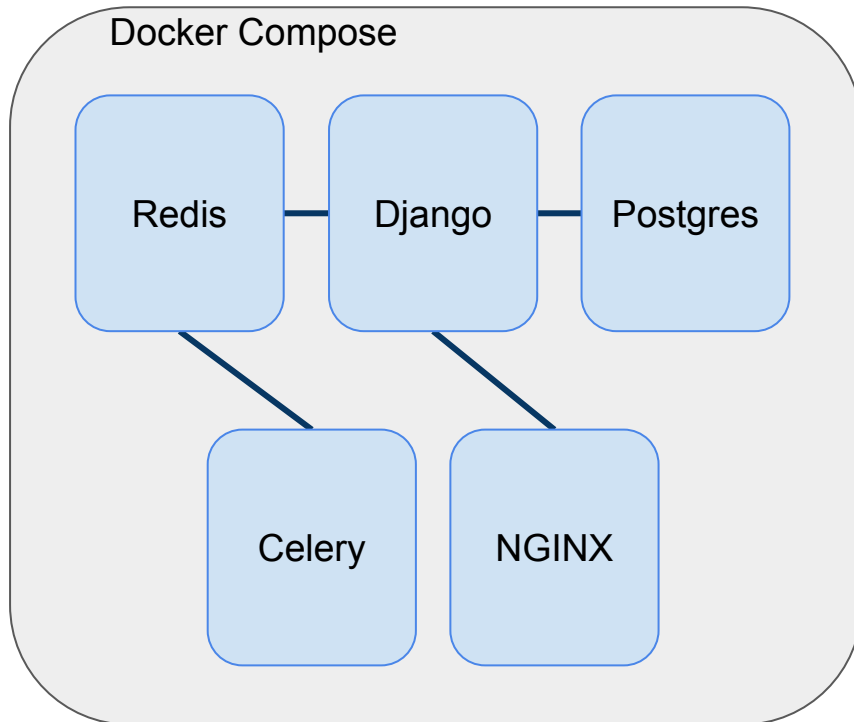 Docker Compose
Redis
Django
Postgres
Celery
NGINX